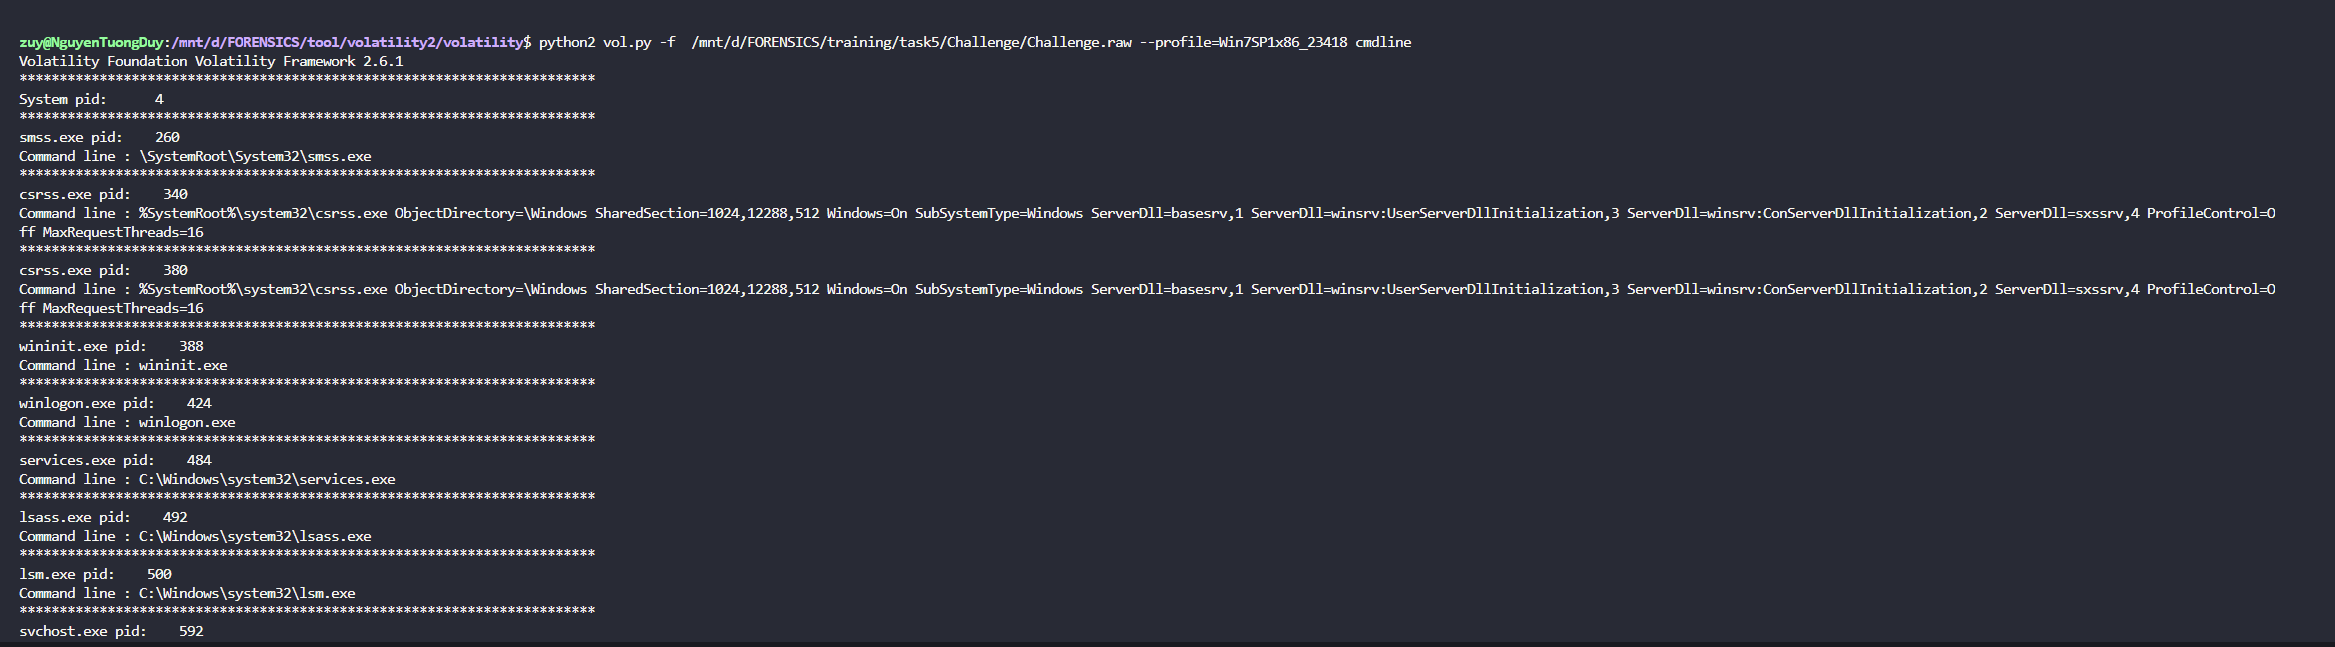 zuy@NguyenTuongDuy:/mnt/d/FORENSICS/tool/volatility2/volatility$ python2 vol.py -f  /mnt/d/FORENSICS/training/task5/Challenge/Challenge.raw --profile=Win7SP1x86_23418 cmdline
Volatility Foundation Volatility Framework 2.6.1
************************************************************************
System pid:      4
************************************************************************
smss.exe pid:    260
Command line : \SystemRoot\System32\smss.exe
************************************************************************
csrss.exe pid:    340
Command line : %SystemRoot%\system32\csrss.exe ObjectDirectory=\Windows SharedSection=1024,12288,512 Windows=On SubSystemType=Windows ServerDll=basesrv,1 ServerDll=winsrv:UserServerDllInitialization,3 ServerDll=winsrv:ConServerDllInitialization,2 ServerDll=sxssrv,4 ProfileControl=O
ff MaxRequestThreads=16
************************************************************************
csrss.exe pid:    380
Command line : %SystemRoot%\system32\csrss.exe ObjectDirectory=\Windows SharedSection=1024,12288,512 Windows=On SubSystemType=Windows ServerDll=basesrv,1 ServerDll=winsrv:UserServerDllInitialization,3 ServerDll=winsrv:ConServerDllInitialization,2 ServerDll=sxssrv,4 ProfileControl=O
ff MaxRequestThreads=16
************************************************************************
wininit.exe pid:    388
Command line : wininit.exe
************************************************************************
winlogon.exe pid:    424
Command line : winlogon.exe
************************************************************************
services.exe pid:    484
Command line : C:\Windows\system32\services.exe
************************************************************************
lsass.exe pid:    492
Command line : C:\Windows\system32\lsass.exe
************************************************************************
lsm.exe pid:    500
Command line : C:\Windows\system32\lsm.exe
************************************************************************
svchost.exe pid:    592